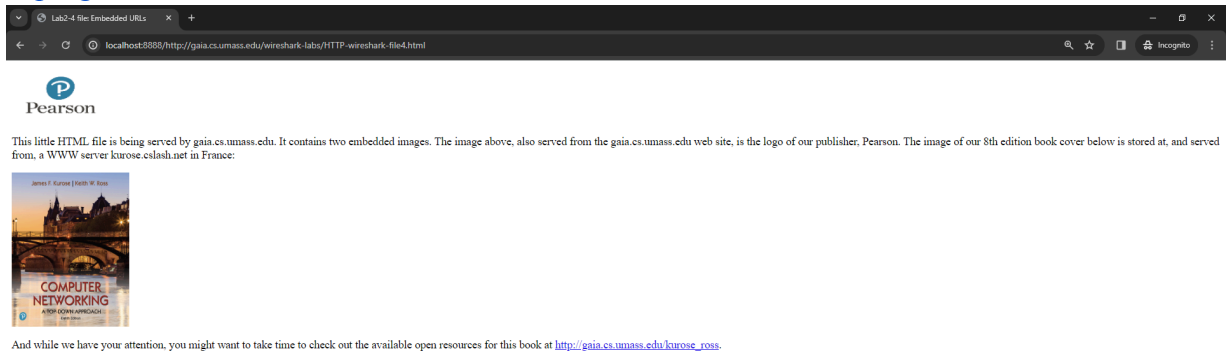 Lab2-4 file: Embedded URLs
localhost:8888/http://gaia.cs.umass.edu/wireshark-labs/HTTP-wireshark-file4.html
Incognito
Pearson
This little HTML file is being served by gaia.cs.umass.edu. It contains two embedded images. The image above, also served from the gaia.cs.umass.edu web site, is the logo of our publisher, Pearson. The image of our 8th edition book cover below is stored at, and served
from, a WWW server kurose.cslash.net in France:
James F. Kurose | Keith W. Ross
COMPUTER
NETWORKING
A TOP-DOWN APPROACH
Eighth Edition
And while we have your attention, you might want to take time to check out the available open resources for this book at http://gaia.cs.umass.edu/kurose_ross.